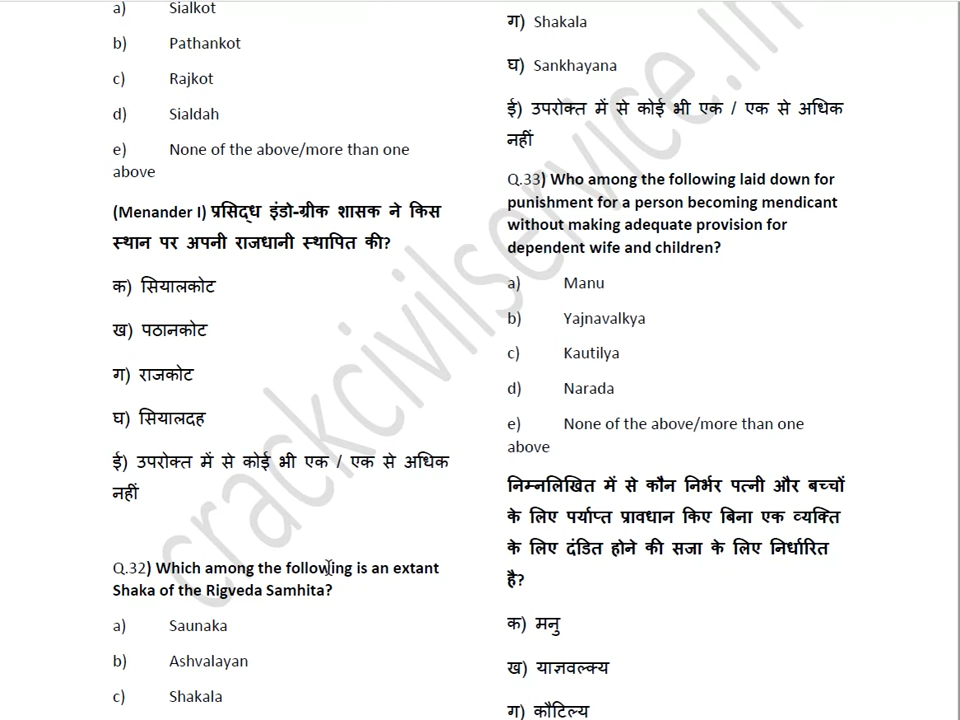 a) Sialkot
b) Pathankot
c) Rajkot
d) Sialdah
e) None of the above/more than one
above
(Menander I) प्रसिद्ध इंडो-ग्रीक शासक ने किस
स्थान पर अपनी राजधानी स्थापित की?
क) सियालकोट
ख) पठानकोट
ग) राजकोट
घ) सियालदह
ई) उपरोक्त में से कोई भी एक / एक से अधिक
नहीं
Q.32) Which among the following is an extant
Shaka of the Rigveda Samhita?
a) Saunaka
b) Ashvalayan
c) Shakala
ग) Shakala
घ) Sankhayana
ई) उपरोक्त में से कोई भी एक / एक से अधिक
नहीं
Q.33) Who among the following laid down for
punishment for a person becoming mendicant
without making adequate provision for
dependent wife and children?
a) Manu
b) Yajnavalkya
c) Kautilya
d) Narada
e) None of the above/more than one
above
निम्नलिखित में से कौन निर्भर पत्नी और बच्चों
के लिए पर्याप्त प्रावधान किए बिना एक व्यक्ति
के लिए दंडित होने की सजा के लिए निर्धारित
है?
क) मनु
ख) याज्ञवल्क्य
ग) कौटिल्य
crackcivilservice.in